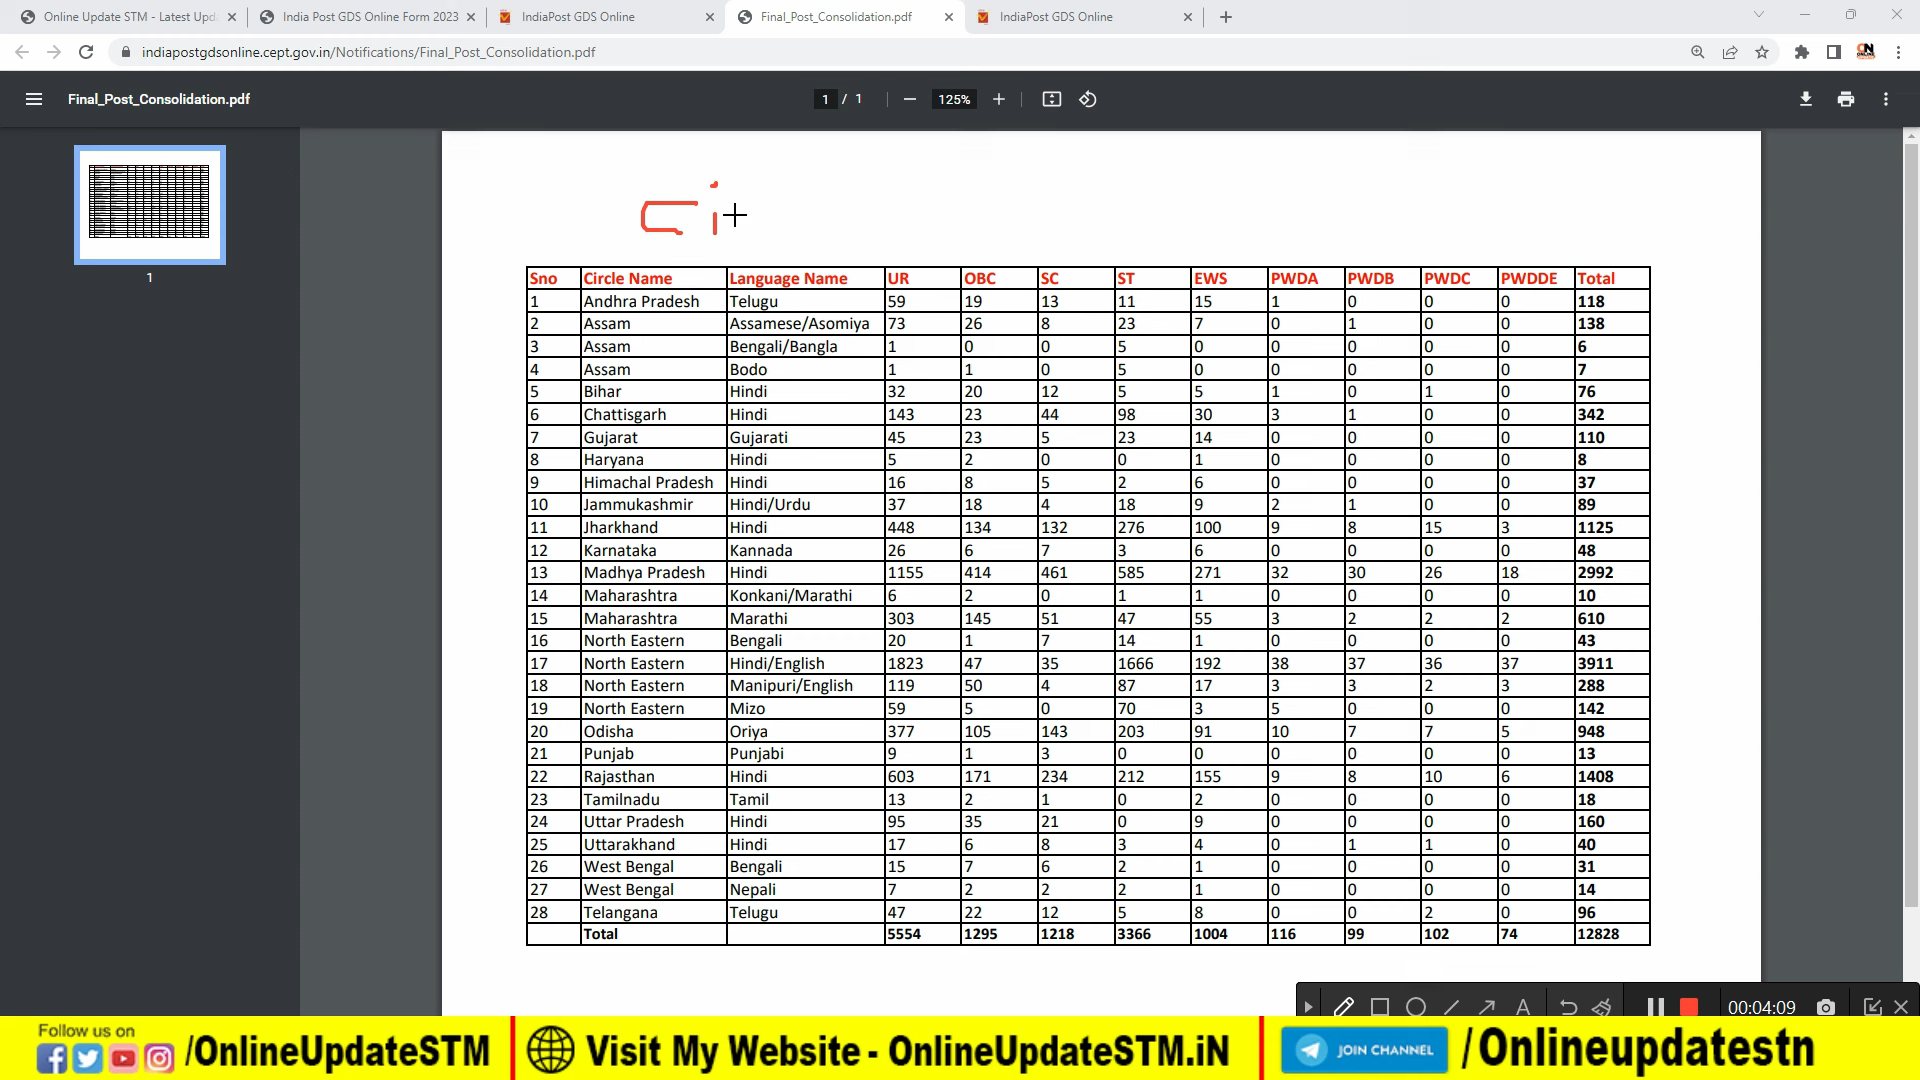 Online Update STM - Latest Upd
India Post GDS Online Form 2023
IndiaPost GDS Online
Final_Post_Consolidation.pdf
IndiaPost GDS Online
indiapostgdsonline.cept.gov.in/Notifications/Final_Post_Consolidation.pdf
Final_Post_Consolidation.pdf
1 / 1
125%
1
Sno Circle Name Language Name UR OBC SC ST EWS PWDA PWDB PWDC PWDDE Total
1 Andhra Pradesh Telugu 59 19 13 11 15 1 0 0 0 118
2 Assam Assamese/Asomiya 73 26 8 23 7 0 1 0 0 138
3 Assam Bengali/Bangla 1 0 0 5 0 0 0 0 0 6
4 Assam Bodo 1 1 0 5 0 0 0 0 0 7
5 Bihar Hindi 32 20 12 5 5 1 0 1 0 76
6 Chattisgarh Hindi 143 23 44 98 30 3 1 0 0 342
7 Gujarat Gujarati 45 23 5 23 14 0 0 0 0 110
8 Haryana Hindi 5 2 0 0 1 0 0 0 0 8
9 Himachal Pradesh Hindi 16 8 5 2 6 0 0 0 0 37
10 Jammukashmir Hindi/Urdu 37 18 4 18 9 2 1 0 0 89
11 Jharkhand Hindi 448 134 132 276 100 9 8 15 3 1125
12 Karnataka Kannada 26 6 7 3 6 0 0 0 0 48
13 Madhya Pradesh Hindi 1155 414 461 585 271 32 30 26 18 2992
14 Maharashtra Konkani/Marathi 6 2 0 1 1 0 0 0 0 10
15 Maharashtra Marathi 303 145 51 47 55 3 2 2 2 610
16 North Eastern Bengali 20 1 7 14 1 0 0 0 0 43
17 North Eastern Hindi/English 1823 47 35 1666 192 38 37 36 37 3911
18 North Eastern Manipuri/English 119 50 4 87 17 3 3 2 3 288
19 North Eastern Mizo 59 5 0 70 3 5 0 0 0 142
20 Odisha Oriya 377 105 143 203 91 10 7 7 5 948
21 Punjab Punjabi 9 1 3 0 0 0 0 0 0 13
22 Rajasthan Hindi 603 171 234 212 155 9 8 10 6 1408
23 Tamilnadu Tamil 13 2 1 0 2 0 0 0 0 18
24 Uttar Pradesh Hindi 95 35 21 0 9 0 0 0 0 160
25 Uttarakhand Hindi 17 6 8 3 4 0 1 1 0 40
26 West Bengal Bengali 15 7 6 2 1 0 0 0 0 31
27 West Bengal Nepali 7 2 2 2 1 0 0 0 0 14
28 Telangana Telugu 47 22 12 5 8 0 0 2 0 96
Total 5554 1295 1218 3366 1004 116 99 102 74 12828
00:04:09
Follow us on
/OnlineUpdateSTM
Visit My Website - OnlineUpdateSTM.iN
JOIN CHANNEL
/Onlineupdatestn